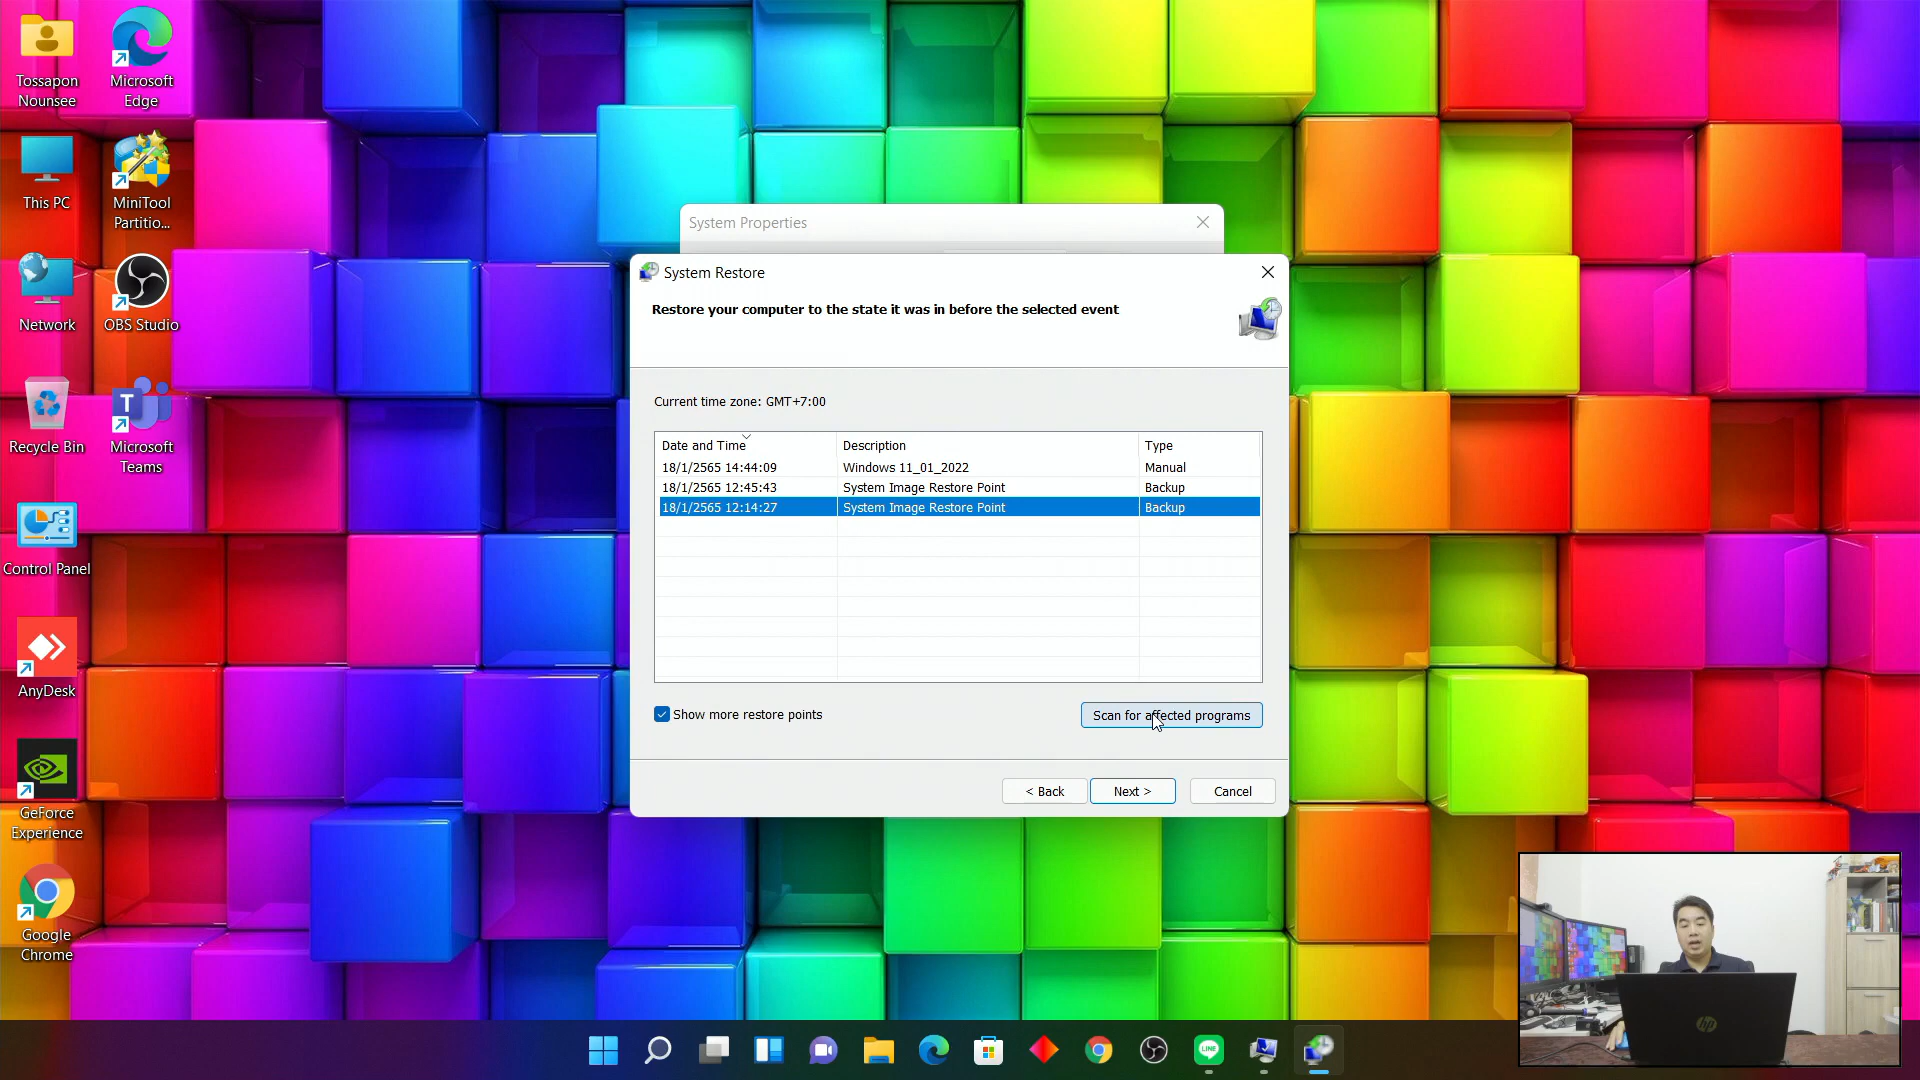 Tossapon
Nounsee
Microsoft
Edge
This PC
MiniTool
Partitio...
Network
OBS Studio
Recycle Bin
Microsoft
Teams
Control Panel
AnyDesk
GeForce
Experience
Google
Chrome
System Properties
System Restore
Restore your computer to the state it was in before the selected event
Current time zone: GMT+7:00
Date and Time Description Type
18/1/2565 14:44:09 Windows 11_01_2022 Manual
18/1/2565 12:45:43 System Image Restore Point Backup
18/1/2565 12:14:27 System Image Restore Point Backup
Show more restore points
Scan for affected programs
< Back
Next >
Cancel
LINE
hp